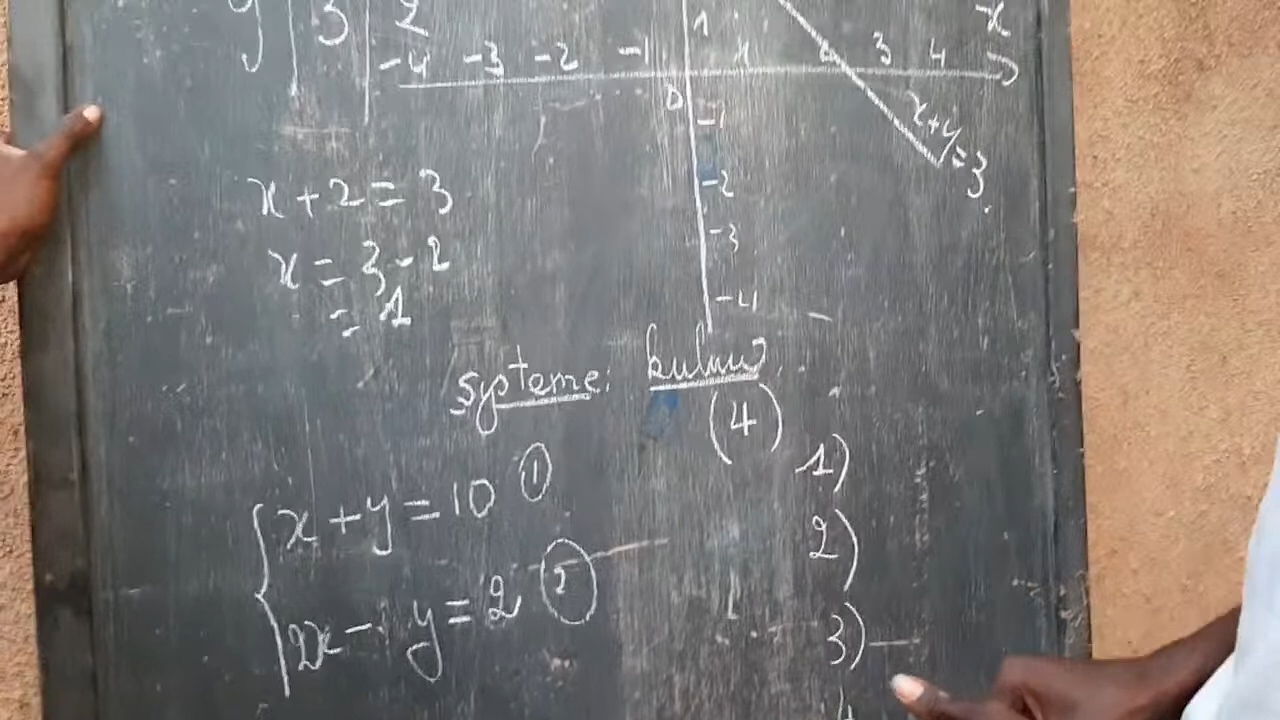 y 3 2
-4 -3 -2 -1 1 3 4 x
0
-1
-2
-3
-4
x+y=3
x + 2 = 3
x = 3 - 2
= 1
systeme:
(4)
{ x + y = 10 ①
2x - y = 2 ②
1)
2)
3)